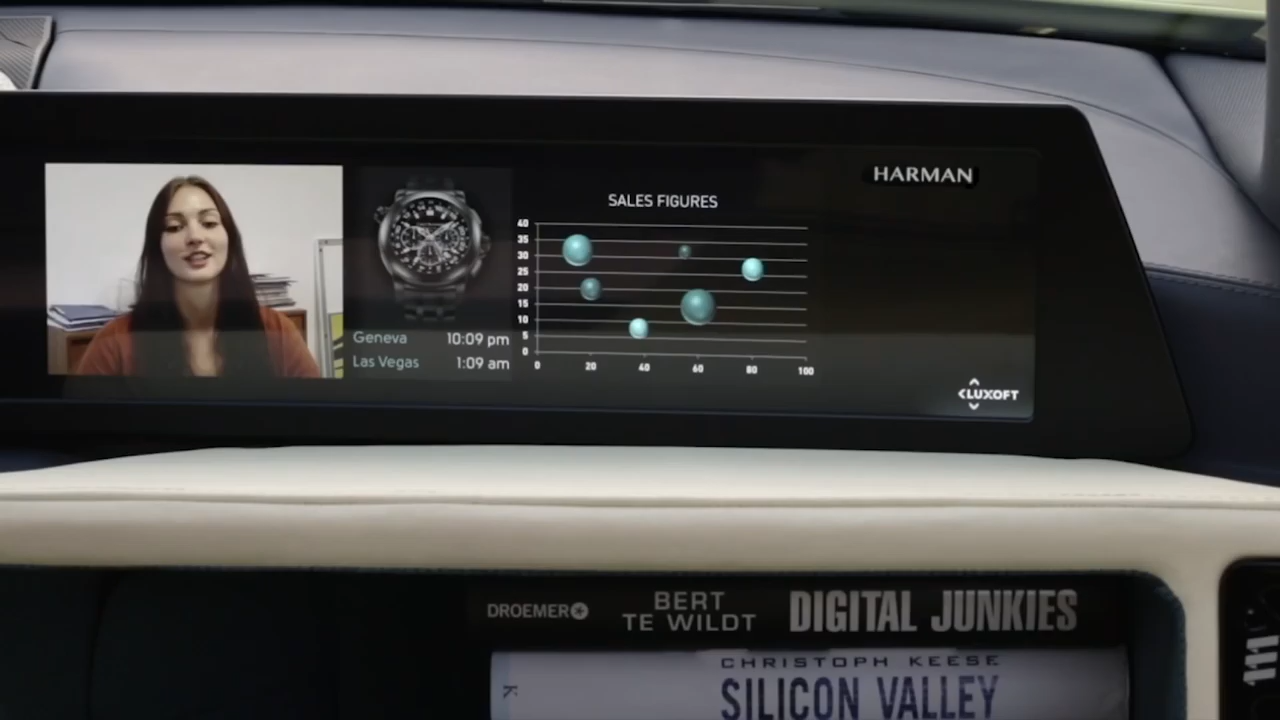 HARMAN
SALES FIGURES
40
35
30
25
20
15
10
5
0
0 20 40 60 80 100
Geneva 10:09 pm
Las Vegas 1:09 am
LUXOFT
DROEMER
BERT
TE WILDT
DIGITAL JUNKIES
CHRISTOPH KEESE
SILICON VALLEY